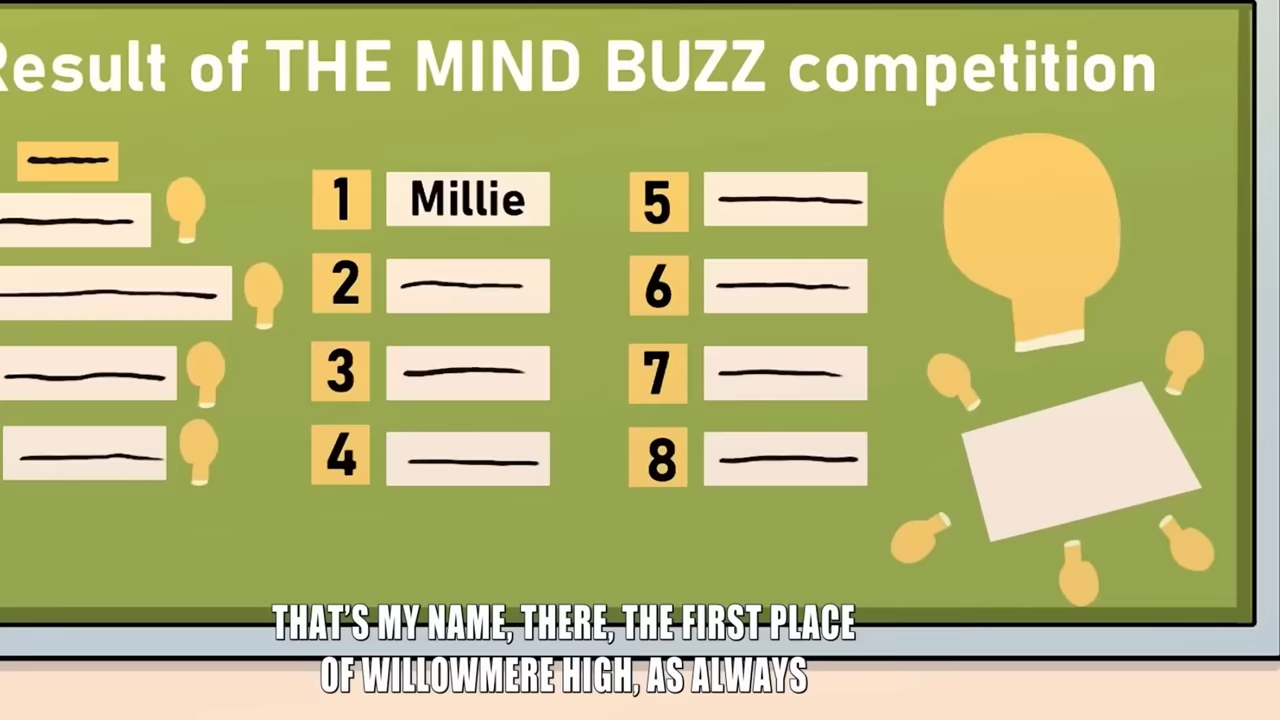 Result of THE MIND BUZZ competition
1 Millie
2
3
4
5
6
7
8
THAT'S MY NAME, THERE, THE FIRST PLACE
OF WILLOWMERE HIGH, AS ALWAYS